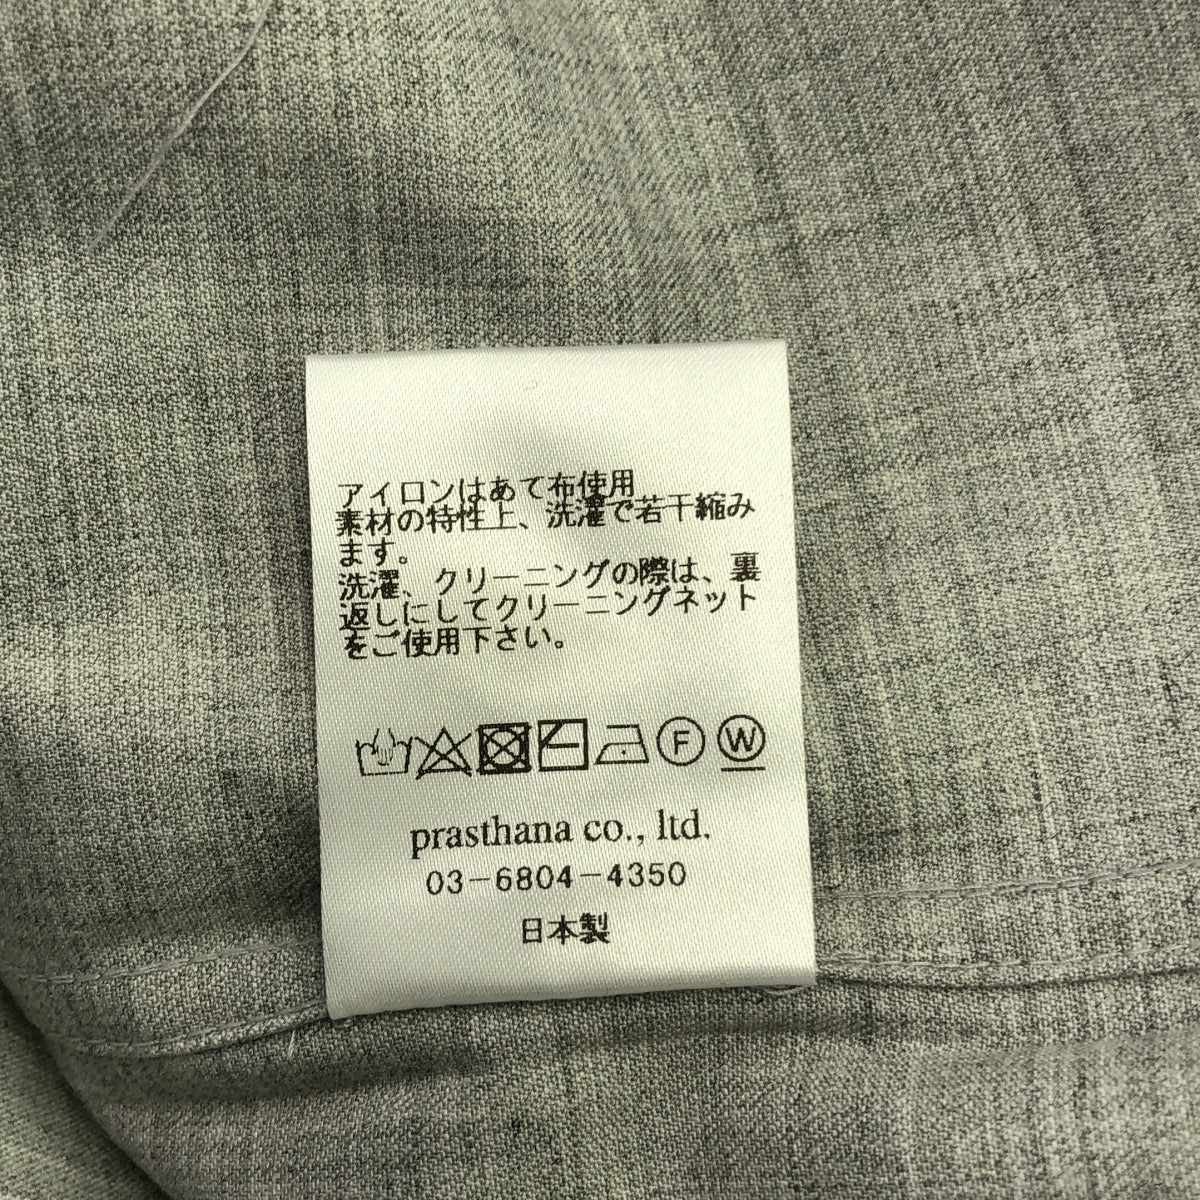 アイロンはあて布使用
素材の特性上、洗濯で若干縮み
ます。
洗濯、クリーニングの際は、裏
返しにしてクリーニングネット
をご使用下さい。
F W
prasthana co., ltd.
03-6804-4350
日本製